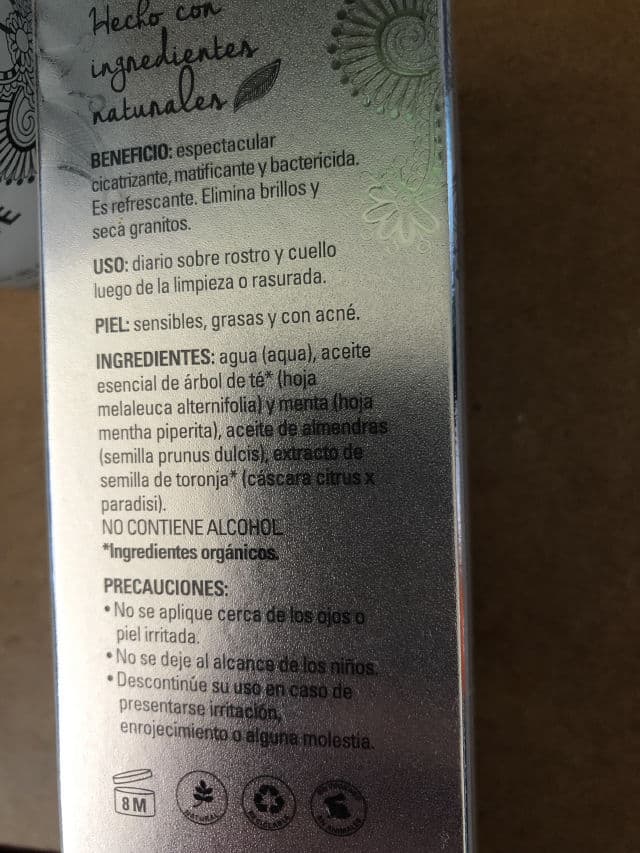 Hecho con
ingredientes
naturales
BENEFICIO: espectacular
cicatrizante, matificante y bactericida.
Es refrescante. Elimina brillos y
seca granitos.
USO: diario sobre rostro y cuello
luego de la limpieza o rasurada.
PIEL: sensibles, grasas y con acné.
INGREDIENTES: agua (aqua), aceite
esencial de árbol de té* (hoja
melaleuca alternifolia) y menta (hoja
mentha piperita), aceite de almendras
(semilla prunus dulcis), extracto de
semilla de toronja* (cáscara citrus x
paradisi).
NO CONTIENE ALCOHOL
*Ingredientes orgánicos.
PRECAUCIONES:
• No se aplique cerca de los ojos o
piel irritada.
• No se deje al alcance de los niños.
• Descontinúe su uso en caso de
presentarse irritación,
enrojecimiento o alguna molestia.
8 M
NATURAL
EN ANIMALES